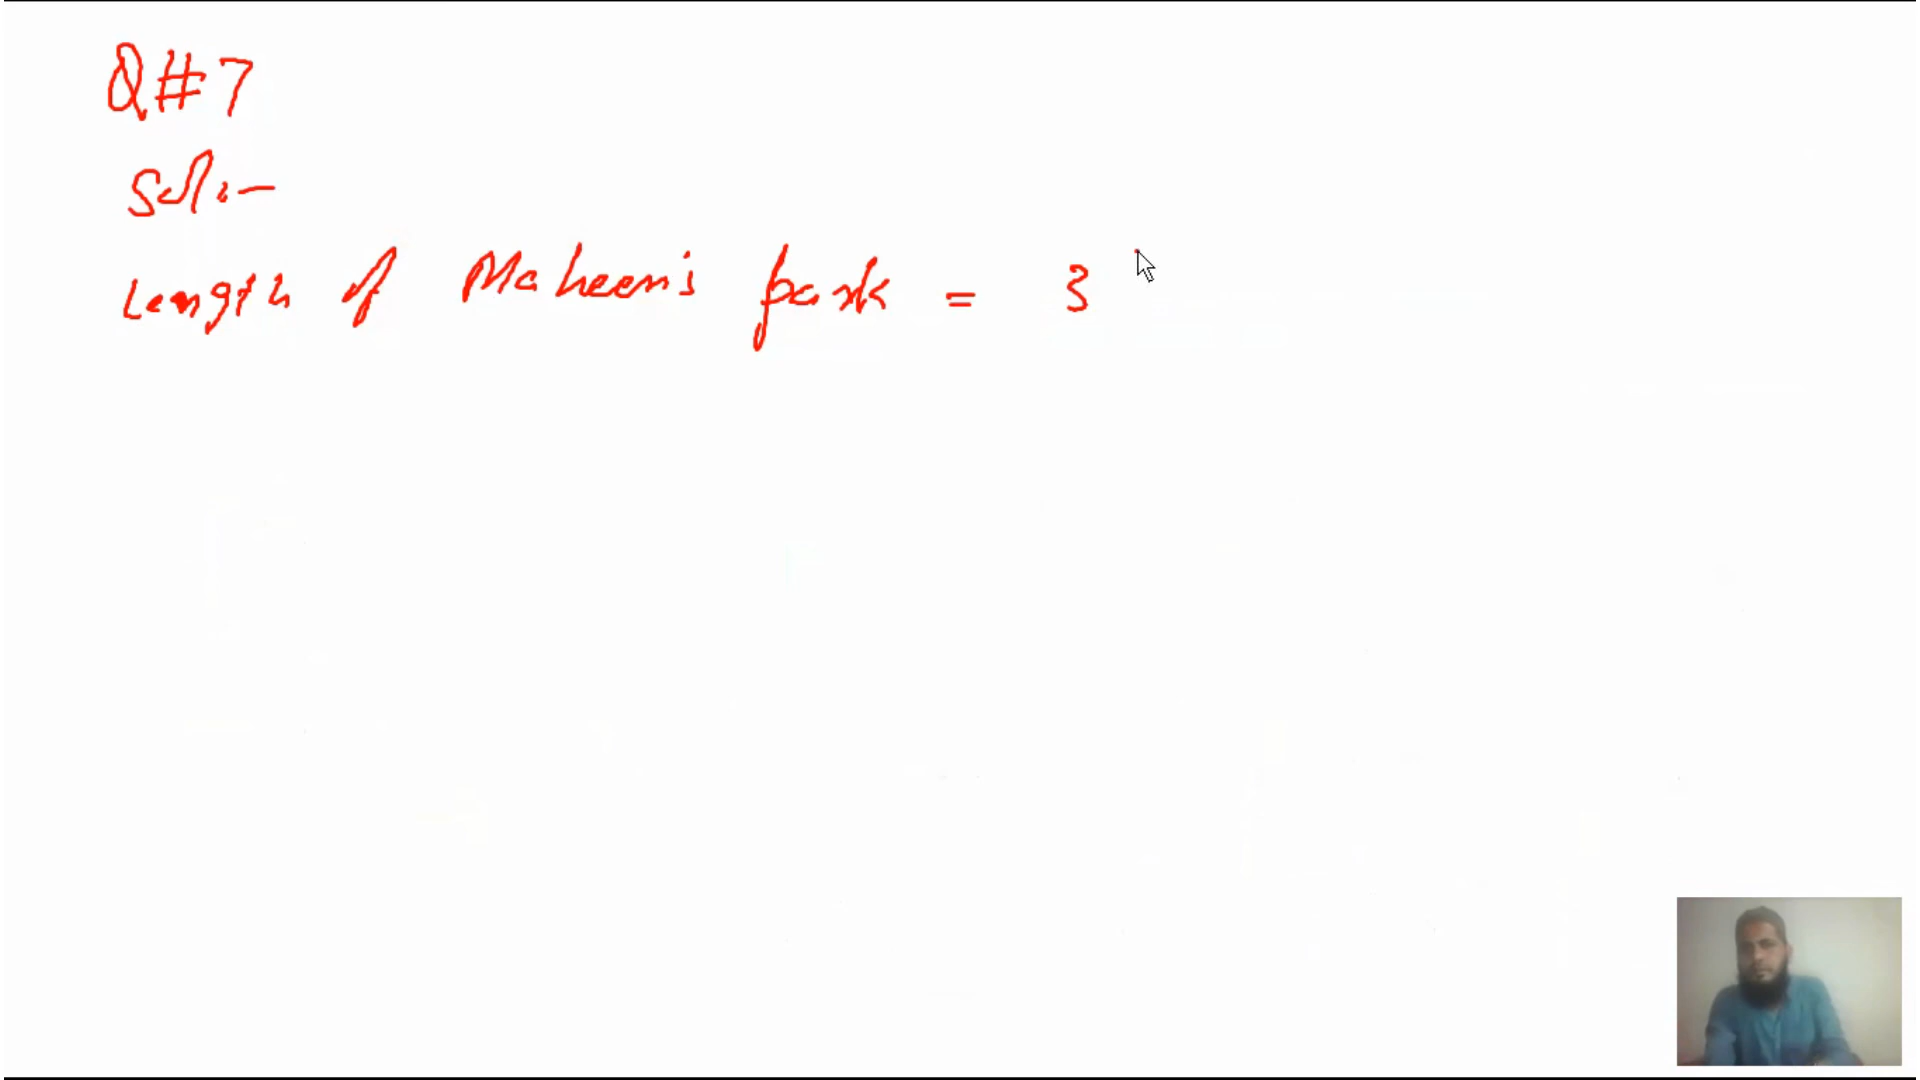 Q#7
Sol:-
Length of Maheen's park = 3